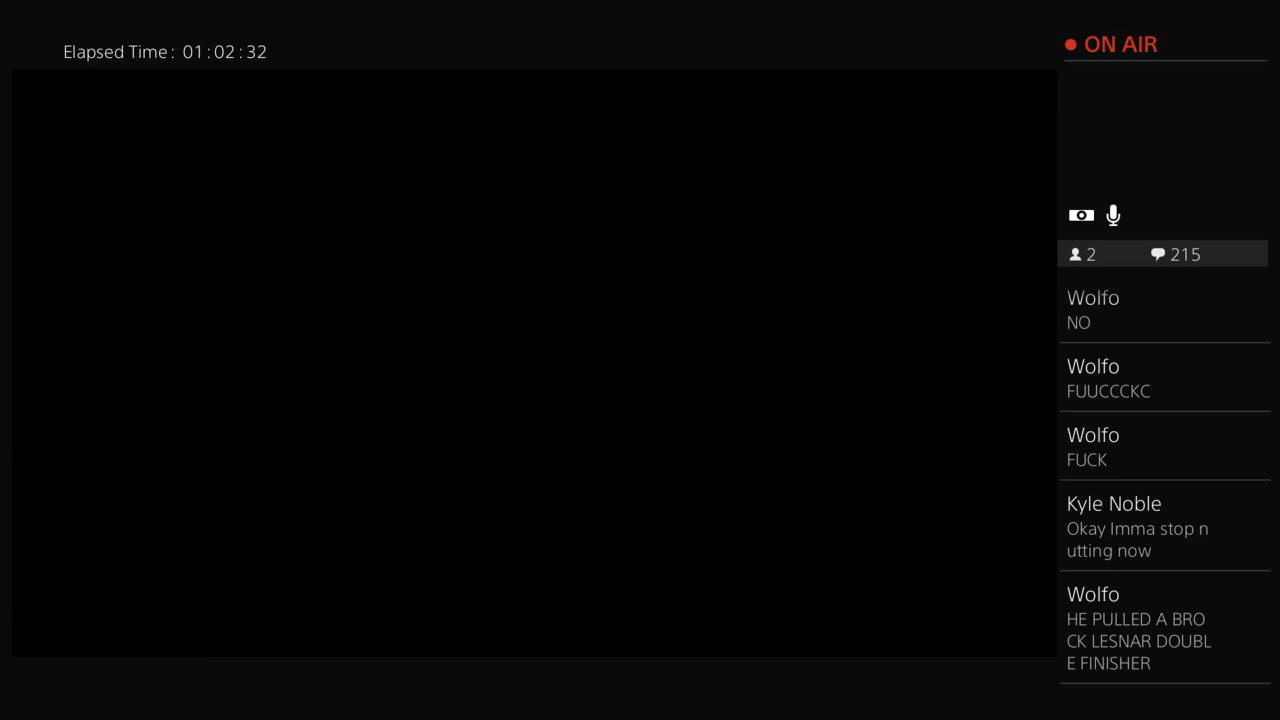 Elapsed Time: 01:02:32
ON AIR
2 215
Wolfo
NO
Wolfo
FUUCCCKC
Wolfo
FUCK
Kyle Noble
Okay Imma stop n
utting now
Wolfo
HE PULLED A BRO
CK LESNAR DOUBL
E FINISHER